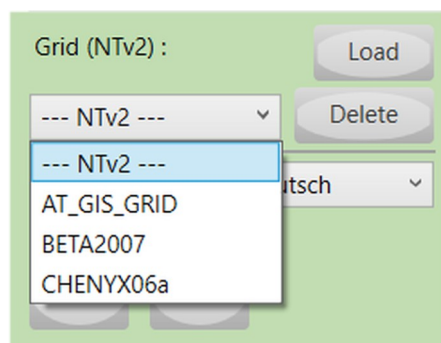 Grid (NTv2) :
Load
--- NTv2 ---
Delete
--- NTv2 ---
AT_GIS_GRID
BETA2007
CHENYX06a